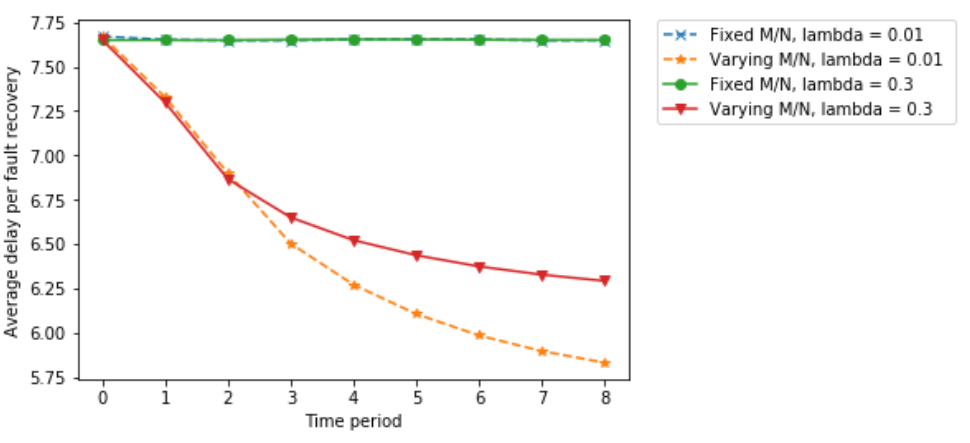 Average delay per fault recovery
7.75
7.50
7.25
7.00
6.75
6.50
6.25
6.00
5.75
0 1 2 3 4 5 6 7 8
Time period
Fixed M/N, lambda = 0.01
Varying M/N, lambda = 0.01
Fixed M/N, lambda = 0.3
Varying M/N, lambda = 0.3